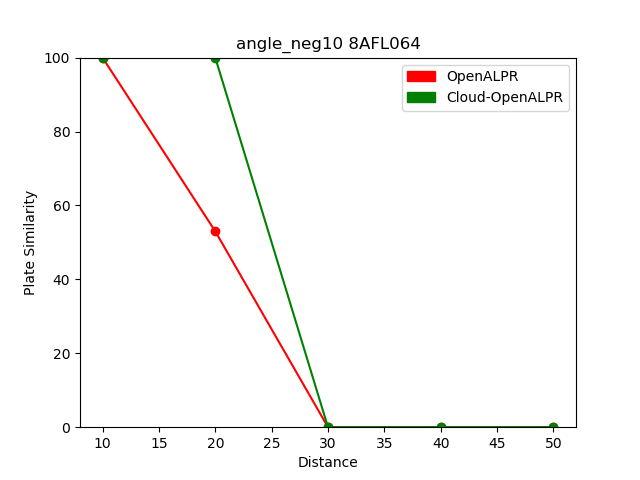 angle_neg10 8AFL064
OpenALPR
Cloud-OpenALPR
Plate Similarity
100
80
60
40
20
0
10 15 20 25 30 35 40 45 50
Distance